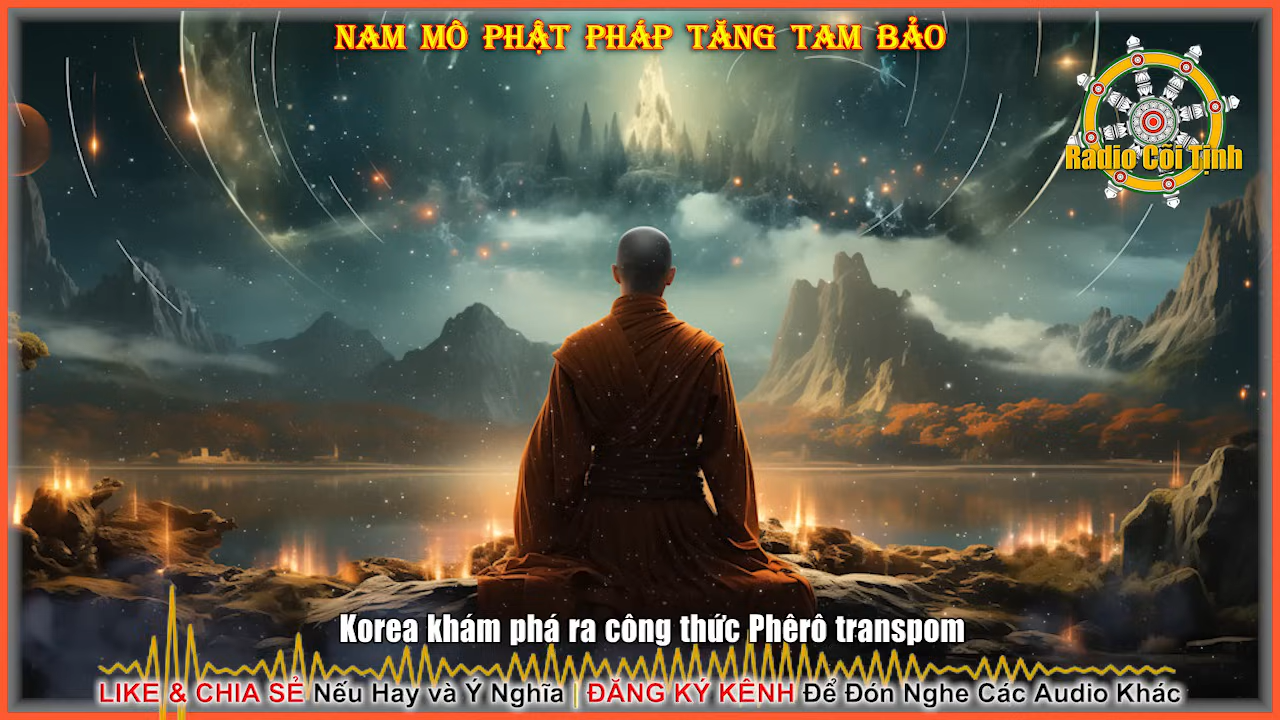 NAM MÔ PHẬT PHÁP TĂNG TAM BẢO
Radio Cõi Tịnh
Korea khám phá ra công thức Phêrô transpom
LIKE & CHIA SẺ Nếu Hay và Ý Nghĩa | ĐĂNG KÝ KÊNH Để Đón Nghe Các Audio Khác